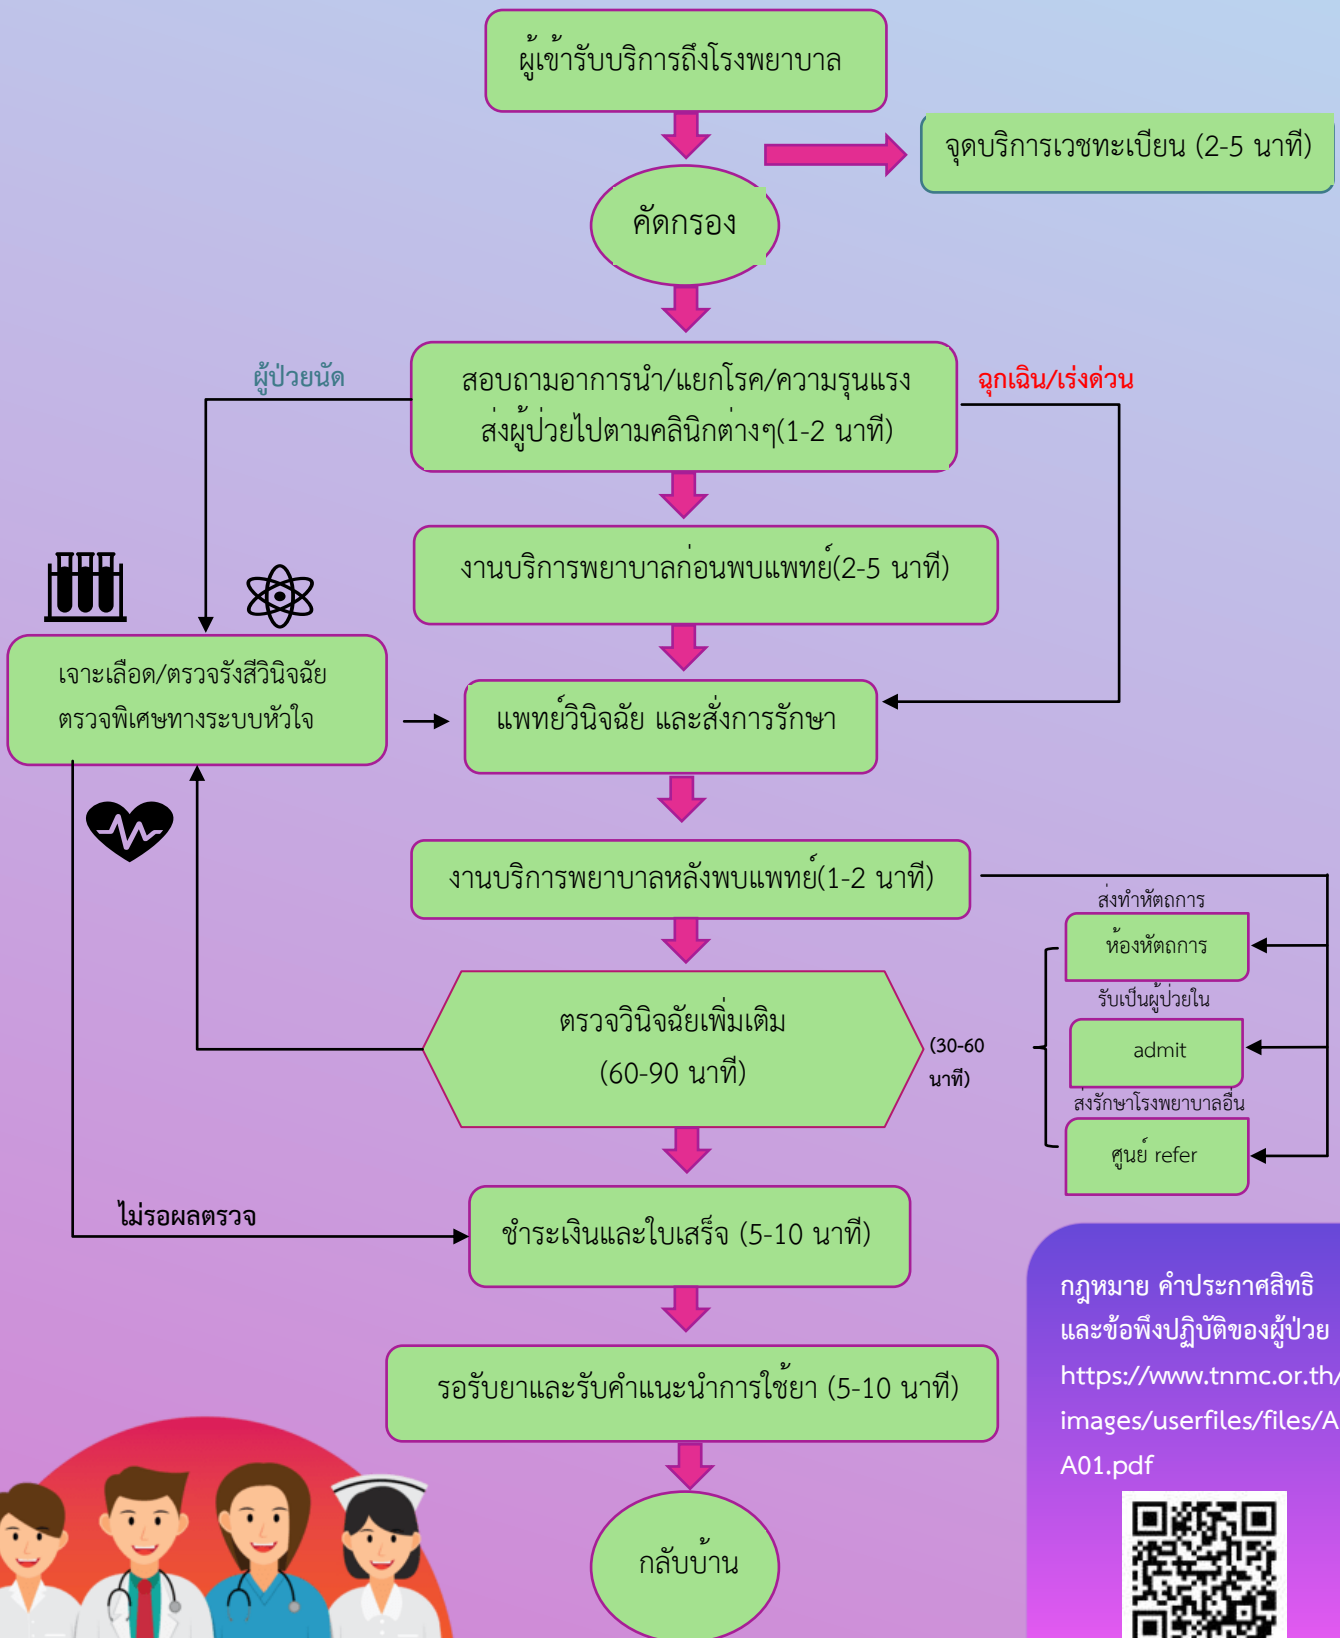 ผู้เข้ารับบริการถึงโรงพยาบาล
จุดบริการเวชทะเบียน (2-5 นาที)
คัดกรอง
ผู้ป่วยนัด
สอบถามอาการนำ/แยกโรค/ความรุนแรง
ส่งผู้ป่วยไปตามคลินิกต่างๆ(1-2 นาที)
ฉุกเฉิน/เร่งด่วน
งานบริการพยาบาลก่อนพบแพทย์(2-5 นาที)
เจาะเลือด/ตรวจรังสีวินิจฉัย
ตรวจพิเศษทางระบบหัวใจ
แพทย์วินิจฉัย และสั่งการรักษา
งานบริการพยาบาลหลังพบแพทย์(1-2 นาที)
ส่งทำหัตถการ
ห้องหัตถการ
รับเป็นผู้ป่วยใน
admit
ส่งรักษาโรงพยาบาลอื่น
ศูนย์ refer
ตรวจวินิจฉัยเพิ่มเติม
(60-90 นาที)
(30-60
นาที)
ไม่รอผลตรวจ
ชำระเงินและใบเสร็จ (5-10 นาที)
รอรับยาและรับคำแนะนำการใช้ยา (5-10 นาที)
กลับบ้าน
กฎหมาย คำประกาศสิทธิ
และข้อพึงปฏิบัติของผู้ป่วย
https://www.tnmc.or.th/
images/userfiles/files/A
A01.pdf